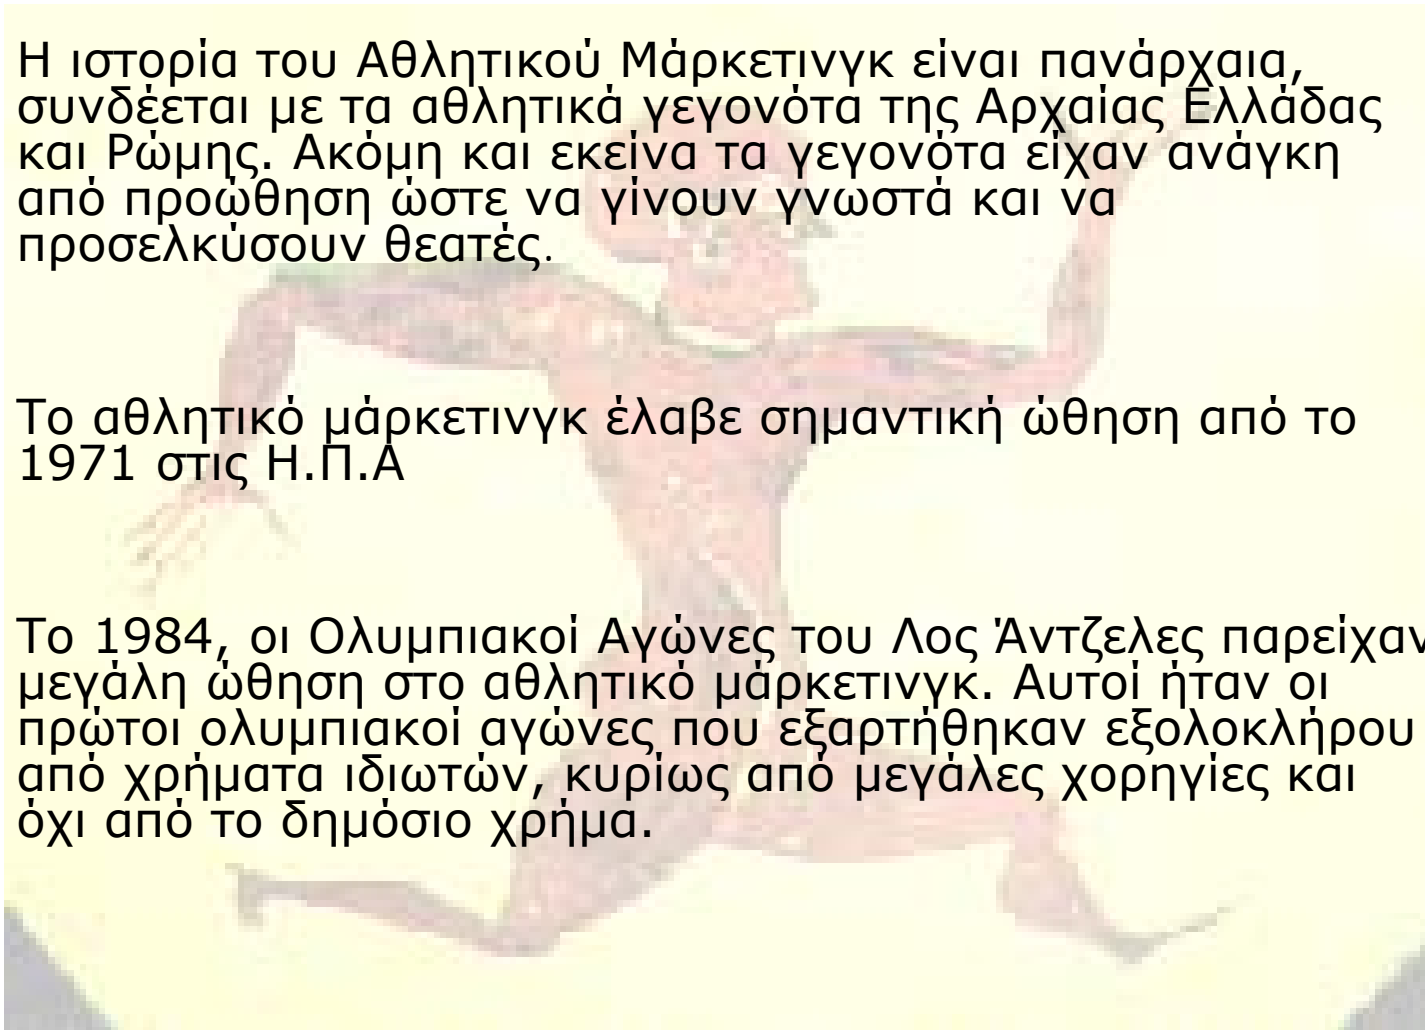 Η ιστορία του Αθλητικού Μάρκετινγκ είναι πανάρχαια,
συνδέεται με τα αθλητικά γεγονότα της Αρχαίας Ελλάδας
και Ρώμης. Ακόμη και εκείνα τα γεγονότα είχαν ανάγκη
από προώθηση ώστε να γίνουν γνωστά και να
προσελκύσουν θεατές.
Το αθλητικό μάρκετινγκ έλαβε σημαντική ώθηση από το
1971 στις Η.Π.Α
Το 1984, οι Ολυμπιακοί Αγώνες του Λος Άντζελες παρείχαν
μεγάλη ώθηση στο αθλητικό μάρκετινγκ. Αυτοί ήταν οι
πρώτοι ολυμπιακοί αγώνες που εξαρτήθηκαν εξολοκλήρου
από χρήματα ιδιωτών, κυρίως από μεγάλες χορηγίες και
όχι από το δημόσιο χρήμα.